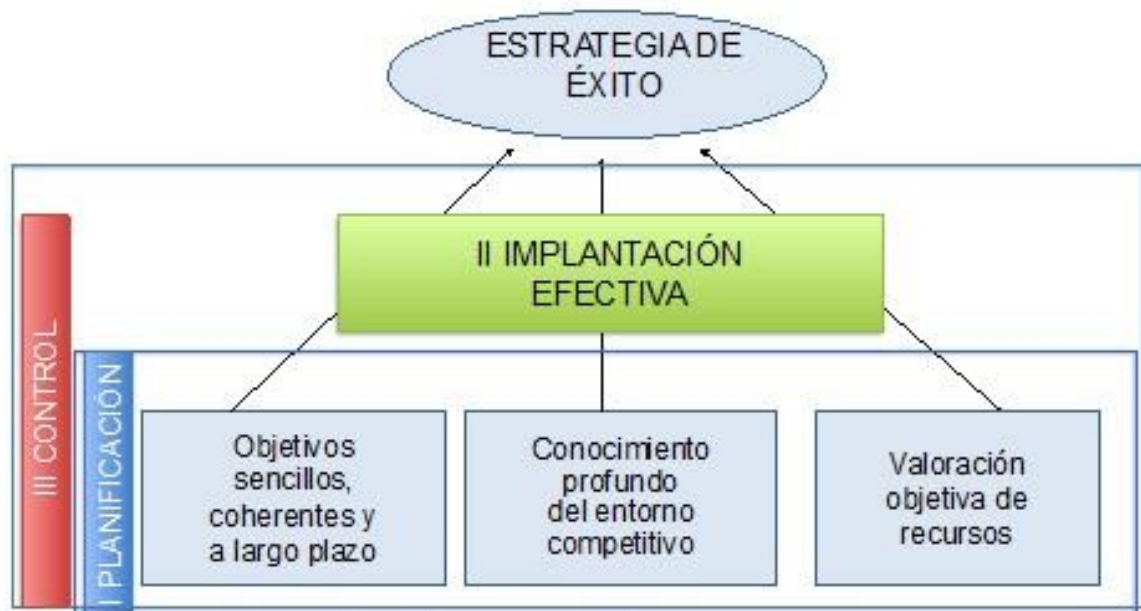 ESTRATEGIA DE
ÉXITO
II IMPLANTACIÓN
EFECTIVA
III CONTROL
I PLANIFICACIÓN
Objetivos
sencillos,
coherentes y
a largo plazo
Conocimiento
profundo
del entorno
competitivo
Valoración
objetiva de
recursos